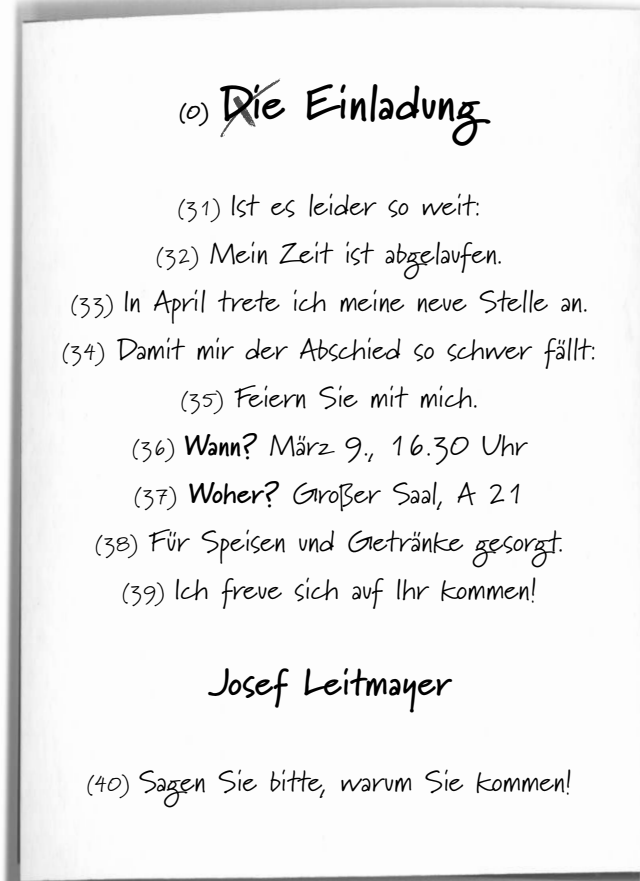 (0) Die Einladung
(31) Ist es leider so weit:
(32) Mein Zeit ist abgelaufen.
(33) In April trete ich meine neue Stelle an.
(34) Damit mir der Abschied so schwer fällt:
(35) Feiern Sie mit mich.
(36) Wann? März 9., 16.30 Uhr
(37) Woher? Großer Saal, A 21
(38) Für Speisen und Getränke gesorgt.
(39) Ich freue sich auf Ihr kommen!
Josef Leitmayer
(40) Sagen Sie bitte, warum Sie kommen!